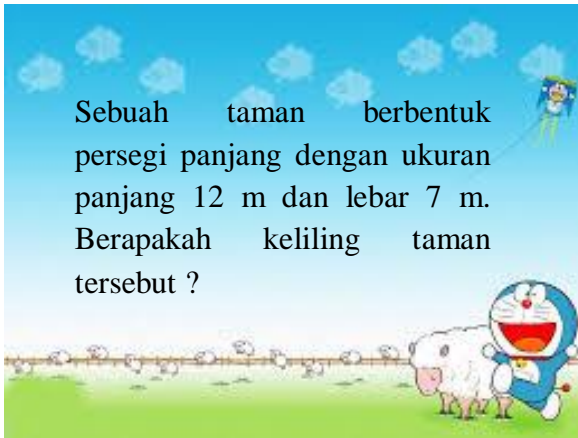 Sebuah taman berbentuk
persegi panjang dengan ukuran
panjang 12 m dan lebar 7 m.
Berapakah keliling taman
tersebut ?